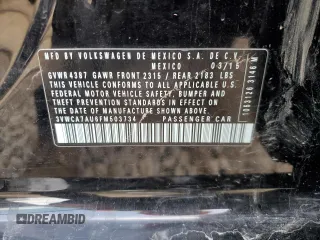 MFD. BY VOLKSWAGEN DE MEXICO S.A. DE C.V.
MEXICO 03/15
GVWR 4387 GAWR FRONT 2315 / REAR 2183 LBS
THIS VEHICLE CONFORMS TO ALL APPLICABLE U.S.
FEDERAL MOTOR VEHICLE SAFETY, BUMPER AND
THEFT PREVENTION STANDARDS IN EFFECT ON
THE DATE OF MANUFACTURE SHOWN ABOVE.
3VWCA7AU6FM503734 PASSENGER CAR
DREAMBID